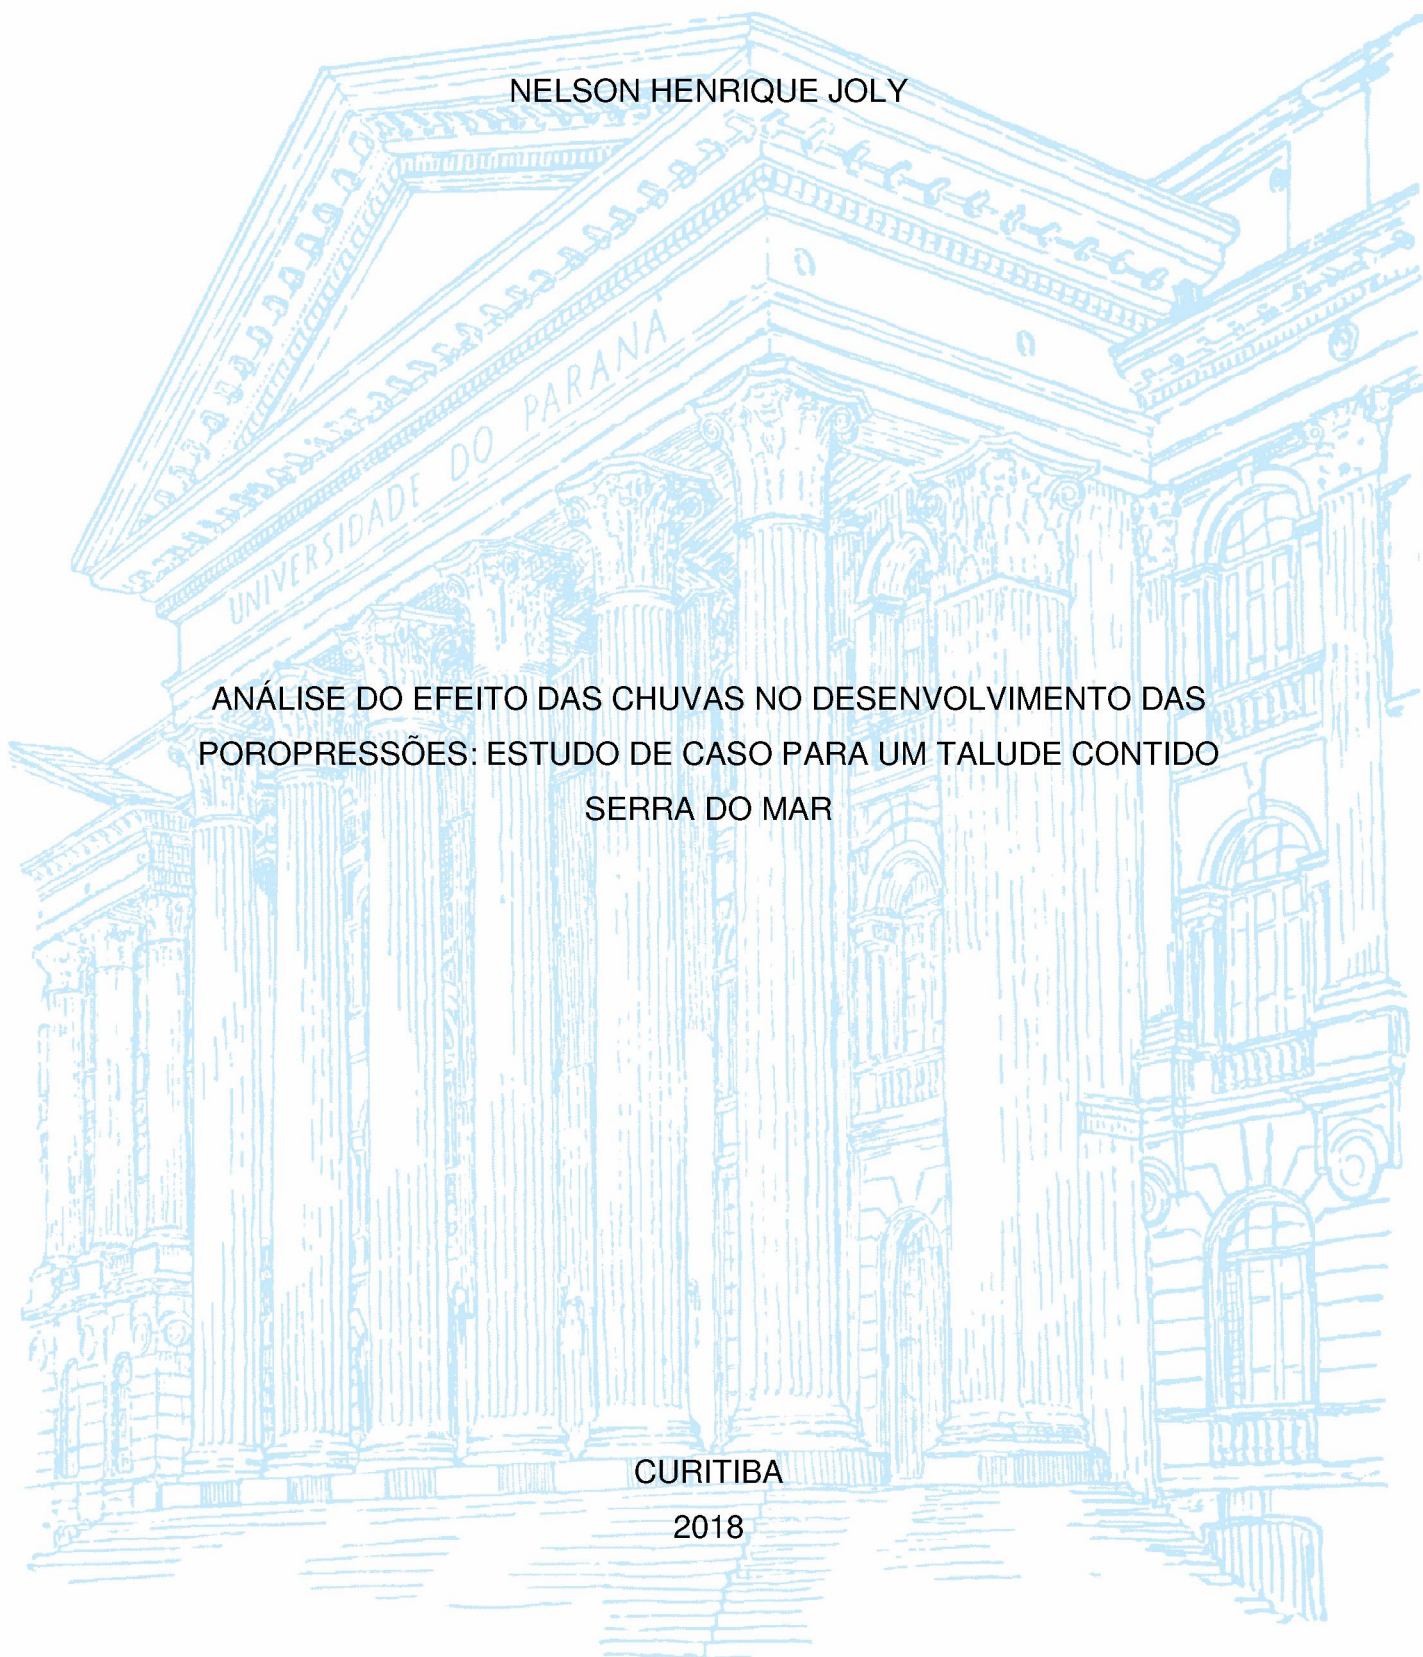 NELSON HENRIQUE JOLY
UNIVERSIDADE DO PARANÁ
ANÁLISE DO EFEITO DAS CHUVAS NO DESENVOLVIMENTO DAS
POROPRESSÕES: ESTUDO DE CASO PARA UM TALUDE CONTIDO
SERRA DO MAR
CURITIBA
2018